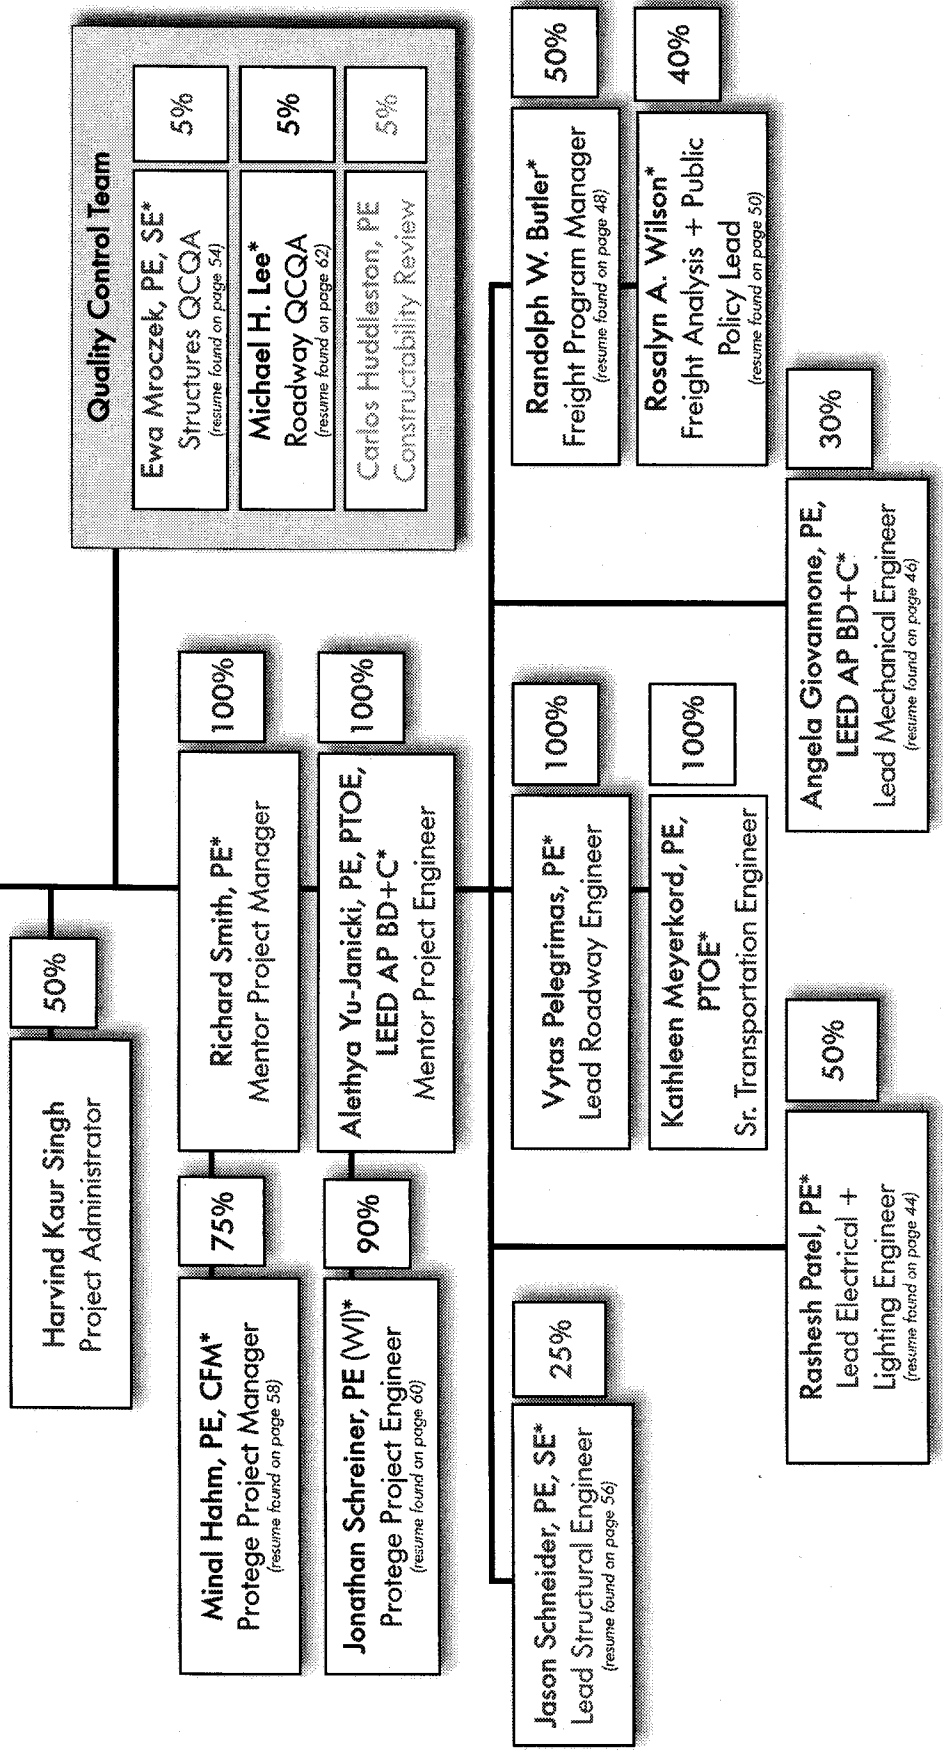 Harvind Kaur Singh
Project Administrator
50%
Quality Control Team
Ewa Mroczek, PE, SE*
Structures QCQA
(resume found on page 54)
5%
Michael H. Lee*
Roadway QCQA
(resume found on page 62)
5%
Carlos Huddleston, PE
Constructability Review
5%
Minal Hahm, PE, CFM*
Protege Project Manager
(resume found on page 58)
75%
Richard Smith, PE*
Mentor Project Manager
100%
Jonathan Schreiner, PE (WI)*
Protege Project Engineer
(resume found on page 60)
90%
Alethya Yu-Janicki, PE, PTOE,
LEED AP BD+C*
Mentor Project Engineer
100%
Jason Schneider, PE, SE*
Lead Structural Engineer
(resume found on page 56)
25%
Vytas Pelegrimas, PE*
Lead Roadway Engineer
100%
Kathleen Meyerkord, PE,
PTOE*
Sr. Transportation Engineer
100%
Randolph W. Butler*
Freight Program Manager
(resume found on page 48)
50%
Rosalyn A. Wilson*
Freight Analysis + Public
Policy Lead
(resume found on page 50)
40%
Rashesh Patel, PE*
Lead Electrical +
Lighting Engineer
(resume found on page 44)
50%
Angela Giovannone, PE,
LEED AP BD+C*
Lead Mechanical Engineer
(resume found on page 46)
30%